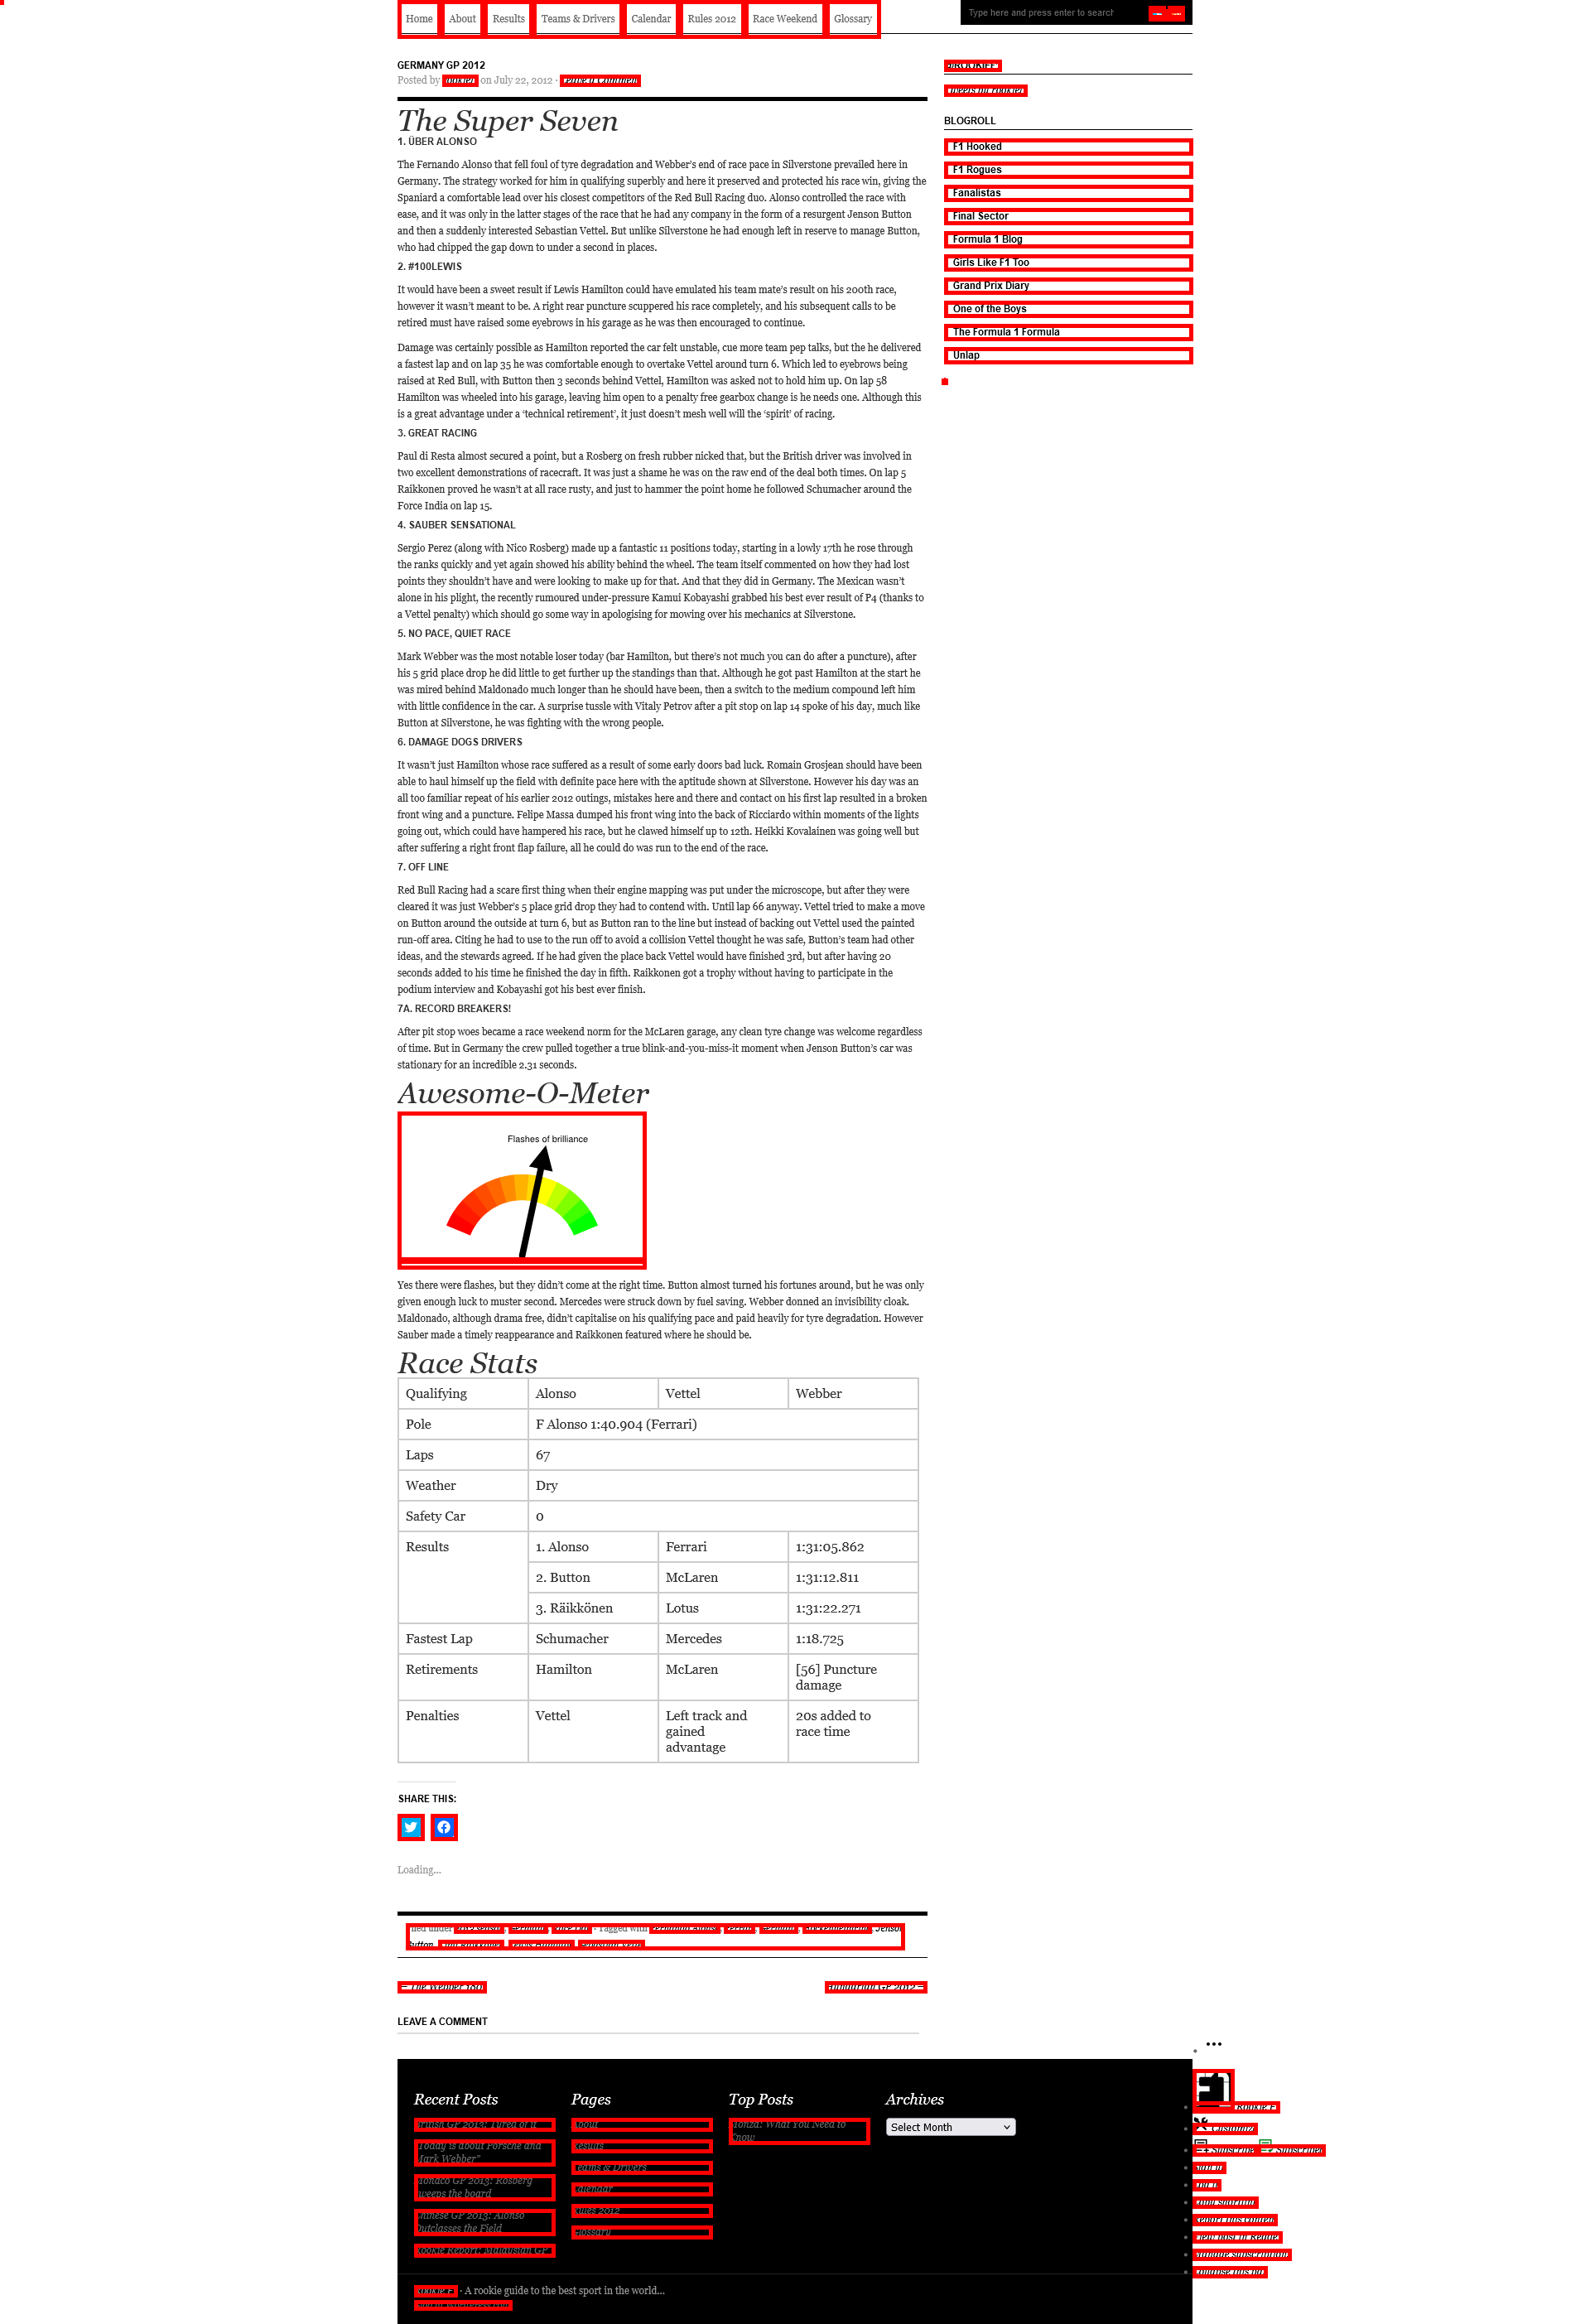 Home About Results Teams & Drivers Calendar Rules 2012 Race Weekend Glossary
Type here and press enter to search
GERMANY GP 2012
Posted by on July 22, 2012 ·
The Super Seven
1. ÜBER ALONSO
The Fernando Alonso that fell foul of tyre degradation and Webber's end of race pace in Silverstone prevailed here in
Germany. The strategy worked for him in qualifying superbly and here it preserved and protected his race win, giving the
Spaniard a comfortable lead over his closest competitors of the Red Bull Racing duo. Alonso controlled the race with
ease, and it was only in the latter stages of the race that he had any company in the form of a resurgent Jenson Button
and then a suddenly interested Sebastian Vettel. But unlike Silverstone he had enough left in reserve to manage Button,
who had chipped the gap down to under a second in places.
2. #100LEWIS
It would have been a sweet result if Lewis Hamilton could have emulated his team mate's result on his 200th race,
however it wasn't meant to be. A right rear puncture scuppered his race completely, and his subsequent calls to be
retired must have raised some eyebrows in his garage as he was then encouraged to continue.
Damage was certainly possible as Hamilton reported the car felt unstable, cue more team pep talks, but the he delivered
a fastest lap and on lap 35 he was comfortable enough to overtake Vettel around turn 6. Which led to eyebrows being
raised at Red Bull, with Button then 3 seconds behind Vettel, Hamilton was asked not to hold him up. On lap 58
Hamilton was wheeled into his garage, leaving him open to a penalty free gearbox change is he needs one. Although this
is a great advantage under a ‘technical retirement’, it just doesn't mesh well will the ‘spirit’ of racing.
3. GREAT RACING
Paul di Resta almost secured a point, but a Rosberg on fresh rubber nicked that, but the British driver was involved in
two excellent demonstrations of racecraft. It was just a shame he was on the raw end of the deal both times. On lap 5
Raikkonen proved he wasn't at all race rusty, and just to hammer the point home he followed Schumacher around the
Force India on lap 15.
4. SAUBER SENSATIONAL
Sergio Perez (along with Nico Rosberg) made up a fantastic 11 positions today, starting in a lowly 17th he rose through
the ranks quickly and yet again showed his ability behind the wheel. The team itself commented on how they had lost
points they shouldn't have and were looking to make up for that. And that they did in Germany. The Mexican wasn't
alone in his plight, the recently rumoured under-pressure Kamui Kobayashi grabbed his best ever result of P4 (thanks to
a Vettel penalty) which should go some way in apologising for mowing over his mechanics at Silverstone.
5. NO PACE, QUIET RACE
Mark Webber was the most notable loser today (bar Hamilton, but there's not much you can do after a puncture), after
his 5 grid place drop he did little to get further up the standings than that. Although he got past Hamilton at the start he
was mired behind Maldonado much longer than he should have been, then a switch to the medium compound left him
with little confidence in the car. A surprise tussle with Vitaly Petrov after a pit stop on lap 14 spoke of his day, much like
Button at Silverstone, he was fighting with the wrong people.
6. DAMAGE DOGS DRIVERS
It wasn't just Hamilton whose race suffered as a result of some early doors bad luck. Romain Grosjean should have been
able to haul himself up the field with definite pace here with the aptitude shown at Silverstone. However his day was an
all too familiar repeat of his earlier 2012 outings, mistakes here and there and contact on his first lap resulted in a broken
front wing and a puncture. Felipe Massa dumped his front wing into the back of Ricciardo within moments of the lights
going out, which could have hampered his race, but he clawed himself up to 12th. Heikki Kovalainen was going well but
after suffering a right front flap failure, all he could do was run to the end of the race.
7. OFF LINE
Red Bull Racing had a scare first thing when their engine mapping was put under the microscope, but after they were
cleared it was just Webber's 5 place grid drop they had to contend with. Until lap 66 anyway. Vettel tried to make a move
on Button around the outside at turn 6, but as Button ran to the line but instead of backing out Vettel used the painted
run-off area. Citing he had to use to the run off to avoid a collision Vettel thought he was safe, Button's team had other
ideas, and the stewards agreed. If he had given the place back Vettel would have finished 3rd, but after having 20
seconds added to his time he finished the day in fifth. Raikkonen got a trophy without having to participate in the
podium interview and Kobayashi got his best ever finish.
7A. RECORD BREAKERS!
After pit stop woes became a race weekend norm for the McLaren garage, any clean tyre change was welcome regardless
of time. But in Germany the crew pulled together a true blink-and-you-miss-it moment when Jenson Button's car was
stationary for an incredible 2.31 seconds.
Awesome-O-Meter
Flashes of brilliance
Yes there were flashes, but they didn't come at the right time. Button almost turned his fortunes around, but he was only
given enough luck to muster second. Mercedes were struck down by fuel saving. Webber donned an invisibility cloak.
Maldonado, although drama free, didn't capitalise on his qualifying pace and paid heavily for tyre degradation. However
Sauber made a timely reappearance and Raikkonen featured where he should be.
Race Stats
Qualifying Alonso Vettel Webber
Pole F Alonso 1:40.904 (Ferrari)
Laps 67
Weather Dry
Safety Car 0
Results 1. Alonso Ferrari 1:31:05.862
2. Button McLaren 1:31:12.811
3. Räikkönen Lotus 1:31:22.271
Fastest Lap Schumacher Mercedes 1:18.725
Retirements Hamilton McLaren [56] Puncture
damage
Penalties Vettel Left track and
gained
advantage
20s added to
race time
SHARE THIS:
Loading...
Tagged with
Jenson
Button
LEAVE A COMMENT
BLOGROLL
F1 Hooked
F1 Rogues
Fanalistas
Final Sector
Formula 1 Blog
Girls Like F1 Too
Grand Prix Diary
One of the Boys
The Formula 1 Formula
Unlap
Recent Posts
"Today is about Porsche and
Mark Webber"
Monaco GP 2013: Rosberg
sweeps the board
Chinese GP 2013: Alonso
Outclasses the Field
Pages
Top Posts
Monza: What You Need to
Know
Archives
Select Month
· A rookie guide to the best sport in the world...